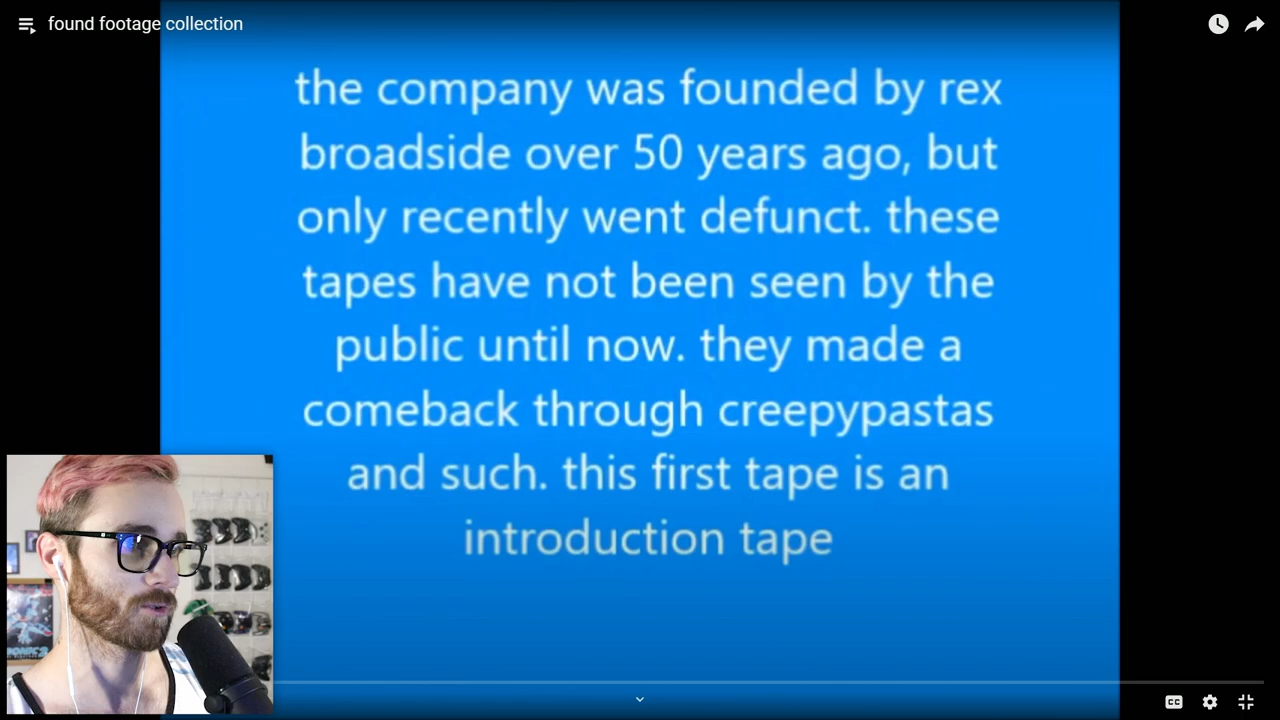 found footage collection
the company was founded by rex
broadside over 50 years ago, but
only recently went defunct. these
tapes have not been seen by the
public until now. they made a
comeback through creepypastas
and such. this first tape is an
introduction tape
CC